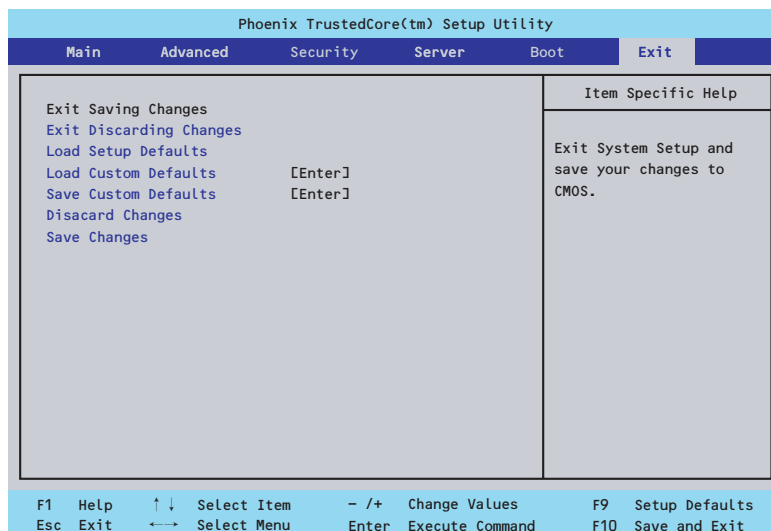 Phoenix TrustedCore(tm) Setup Utility
Main Advanced Security Server Boot Exit
Item Specific Help
Exit Saving Changes
Exit Discarding Changes
Load Setup Defaults
Load Custom Defaults [Enter]
Save Custom Defaults [Enter]
Disacard Changes
Save Changes
Exit System Setup and
save your changes to
CMOS.
F1 Help ↑↓ Select Item - /+ Change Values F9 Setup Defaults
Esc Exit ←→ Select Menu Enter Execute Command F10 Save and Exit